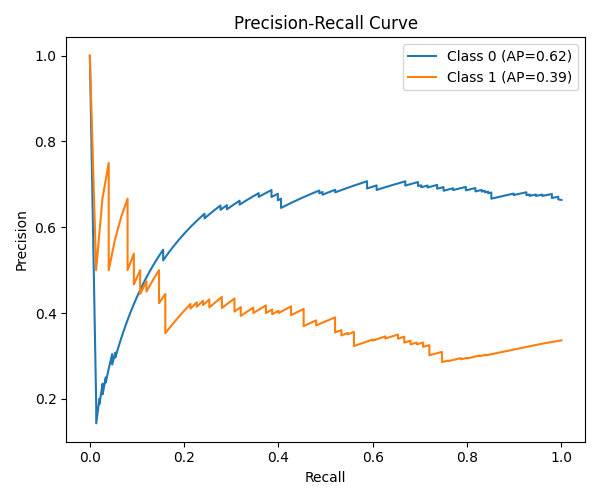 Precision-Recall Curve
Class 0 (AP=0.62)
Class 1 (AP=0.39)
Precision
1.0
0.8
0.6
0.4
0.2
0.0 0.2 0.4 0.6 0.8 1.0
Recall